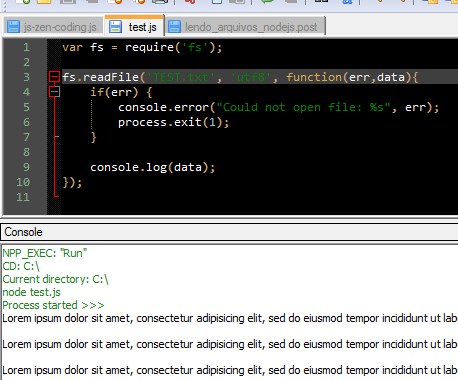 js-zen-coding.js test.js lendo_arquivos_nodejs.post
1 var fs = require('fs');
2
3 fs.readFile('TEST.txt', 'utf8', function(err,data){
4 if(err) {
5 console.error("Could not open file: %s", err);
6 process.exit(1);
7 }
8
9 console.log(data);
10 });
11
Console
NPP_EXEC: "Run"
CD: C:\
Current directory: C:\
node test.js
Process started >>>
Lorem ipsum dolor sit amet, consectetur adipisicing elit, sed do eiusmod tempor incididunt ut lab
Lorem ipsum dolor sit amet, consectetur adipisicing elit, sed do eiusmod tempor incididunt ut lab
Lorem ipsum dolor sit amet, consectetur adipisicing elit, sed do eiusmod tempor incididunt ut lab